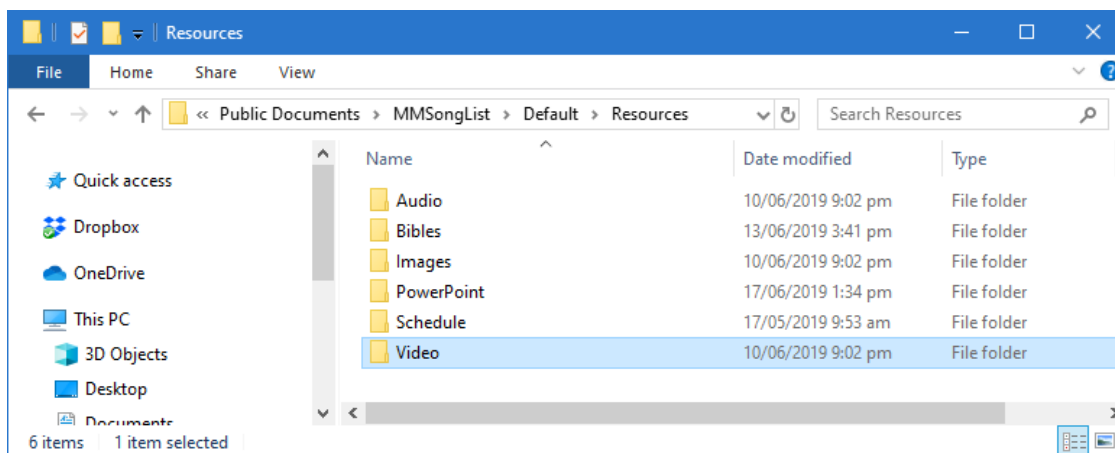 Resources
File Home Share View
« Public Documents > MMSongList > Default > Resources Search Resources
Name Date modified Type
Quick access
Dropbox
OneDrive
This PC
3D Objects
Desktop
Documents
Audio 10/06/2019 9:02 pm File folder
Bibles 13/06/2019 3:41 pm File folder
Images 10/06/2019 9:02 pm File folder
PowerPoint 17/06/2019 1:34 pm File folder
Schedule 17/05/2019 9:53 am File folder
Video 10/06/2019 9:02 pm File folder
6 items 1 item selected